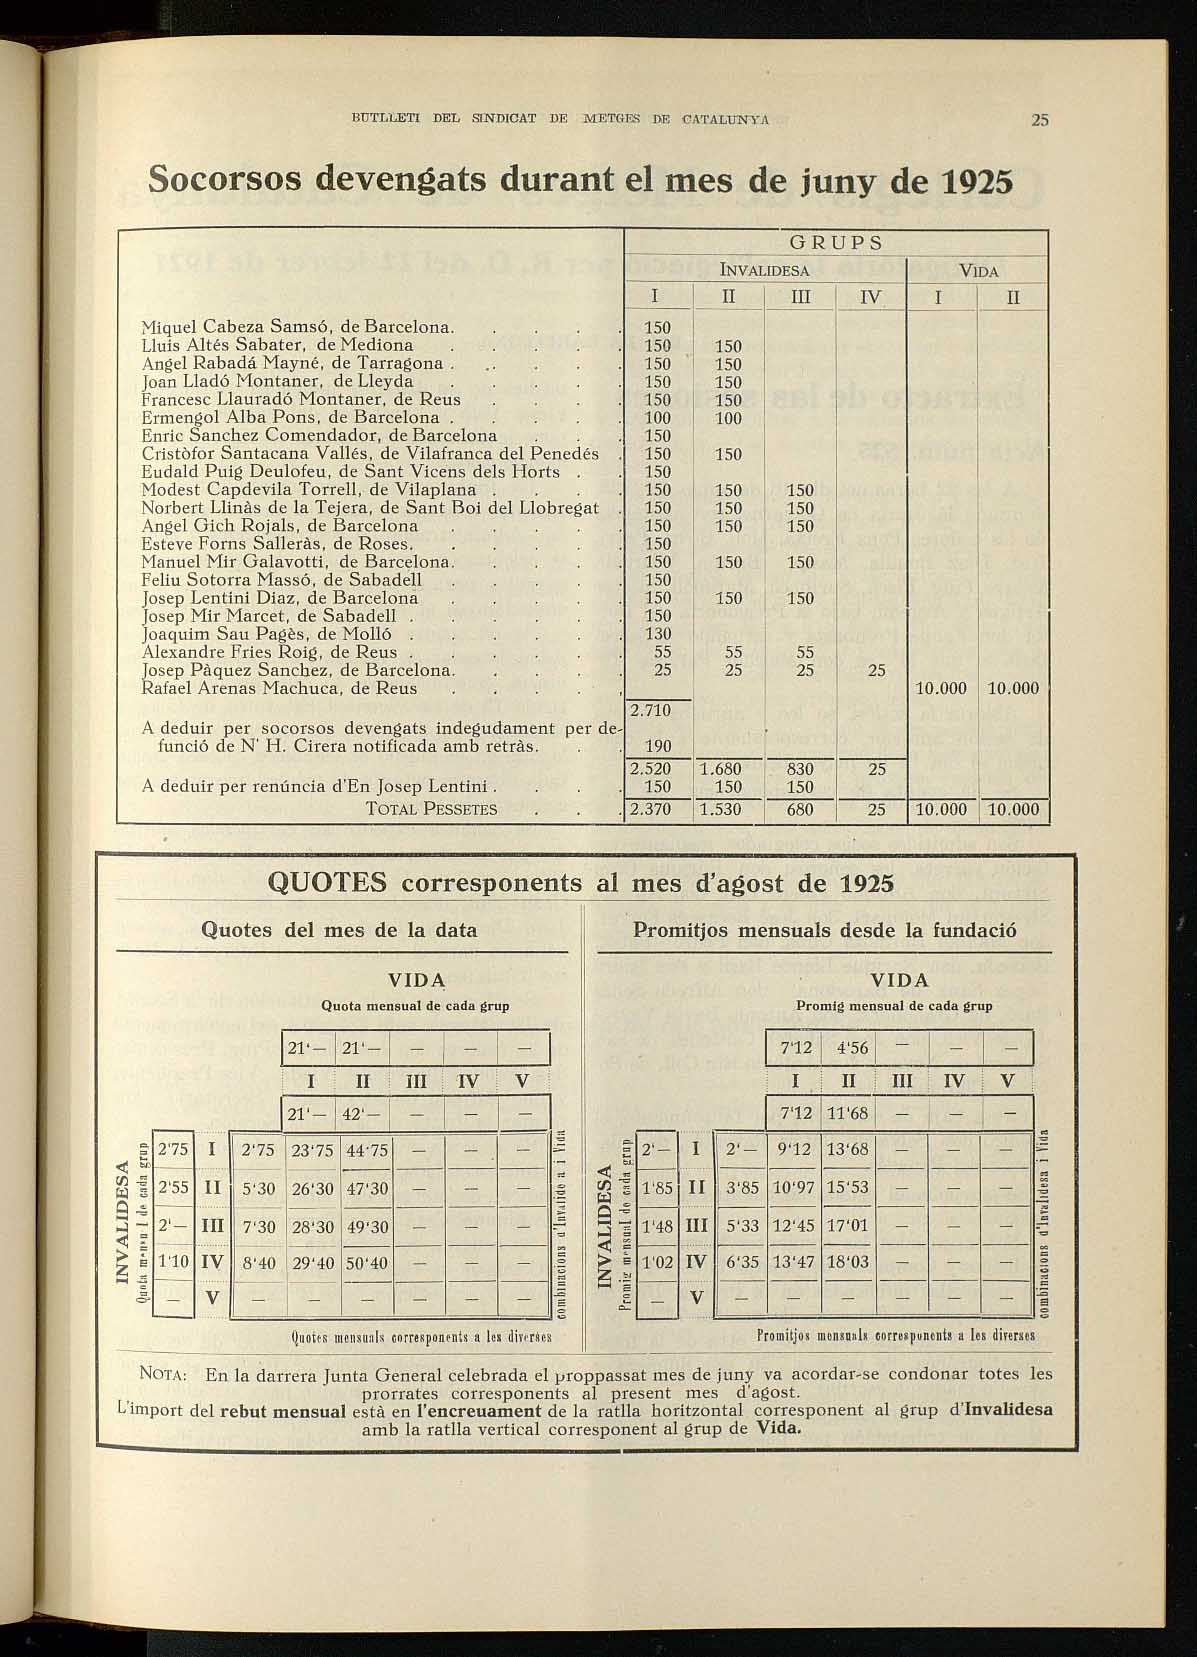 BUTLLETI DEL SINDICAT DE METGES DE CATALUNYA 25
Socorsos devengats durant el mes de juny de 1925
GRUPS
INVALIDESA VIDA
I II III IV I II
Miquel Cabeza Samsó, de Barcelona. . . . . 150
Lluis Altés Sabater, de Mediona . . . . . 150 150
Angel Rabadá Mayné, de Tarragona . . . . . 150 150
Joan Lladó Montaner, de Lleyda . . . . . 150 150
Francesc Llauradó Montaner, de Reus . . . . 150 150
Ermengol Alba Pons, de Barcelona . . . . . 100 100
Enric Sanchez Comendador, de Barcelona . . . 150
Cristòfor Santacana Vallés, de Vilafranca del Penedés . 150 150
Eudald Puig Deulofeu, de Sant Vicens dels Horts . . 150
Modest Capdevila Torrell, de Vilaplana . . . . 150 150 150
Norbert Llinàs de la Tejera, de Sant Boi del Llobregat . 150 150 150
Angel Gich Rojals, de Barcelona . . . . . 150 150 150
Esteve Forns Salleràs, de Roses. . . . . . 150
Manuel Mir Galavotti, de Barcelona. . . . . 150 150 150
Feliu Sotorra Massó, de Sabadell . . . . 150
Josep Lentini Diaz, de Barcelona . . . . . 150 150 150
Josep Mir Marcet, de Sabadell . . . . . . 150
Joaquim Sau Pagès, de Molló . . . . . . 130
Alexandre Fries Roig, de Reus . . . . . . 55 55 55
Josep Pàquez Sanchez, de Barcelona. . . . . 25 25 25 25
Rafael Arenas Machuca, de Reus . . . . . 10.000 10.000
2.710
A deduir per socorsos devengats indegudament per de-
funció de N' H. Cirera notificada amb retràs. . . 190
2.520 1.680 830 25
A deduir per renúncia d'En Josep Lentini . . . . 150 150 150
TOTAL PESSETES . . . 2.370 1.530 680 25 10.000 10.000
QUOTES corresponents al mes d'agost de 1925
Quotes del mes de la data
VIDA
Quota mensual de cada grup
21'— 21'— — — —
I II III IV V
21'— 42'— — — —
INVALIDESA
Quota mensual de cada grup
2'75 I 2'75 23'75 44'75 — — —
2'55 II 5'30 26'30 47'30 — — —
2'— III 7'30 28'30 49'30 — — —
1'10 IV 8'40 29'40 50'40 — — —
— V — — — — — —
combinacions d'Invalidesa i Vida
Quotes mensuals corresponents a les diverses
Promitjos mensuals desde la fundació
VIDA
Promig mensual de cada grup
7'12 4'56 — — —
I II III IV V
7'12 11'68 — — —
INVALIDESA
Promig mensual de cada grup
2'— I 2'— 9'12 13'68 — — —
1'85 II 3'85 10'97 15'53 — — —
1'48 III 5'33 12'45 17'01 — — —
1'02 IV 6'35 13'47 18'03 — — —
— V — — — — — —
combinacions d'Invalidesa i Vida
Promitjos mensuals corresponents a les diverses
NOTA: En la darrera Junta General celebrada el proppassat mes de juny va acordar-se condonar totes les
prorrates corresponents al present mes d'agost.
L'import del rebut mensual està en l'encreuament de la ratlla horitzontal corresponent al grup d'Invalidesa
amb la ratlla vertical corresponent al grup de Vida.